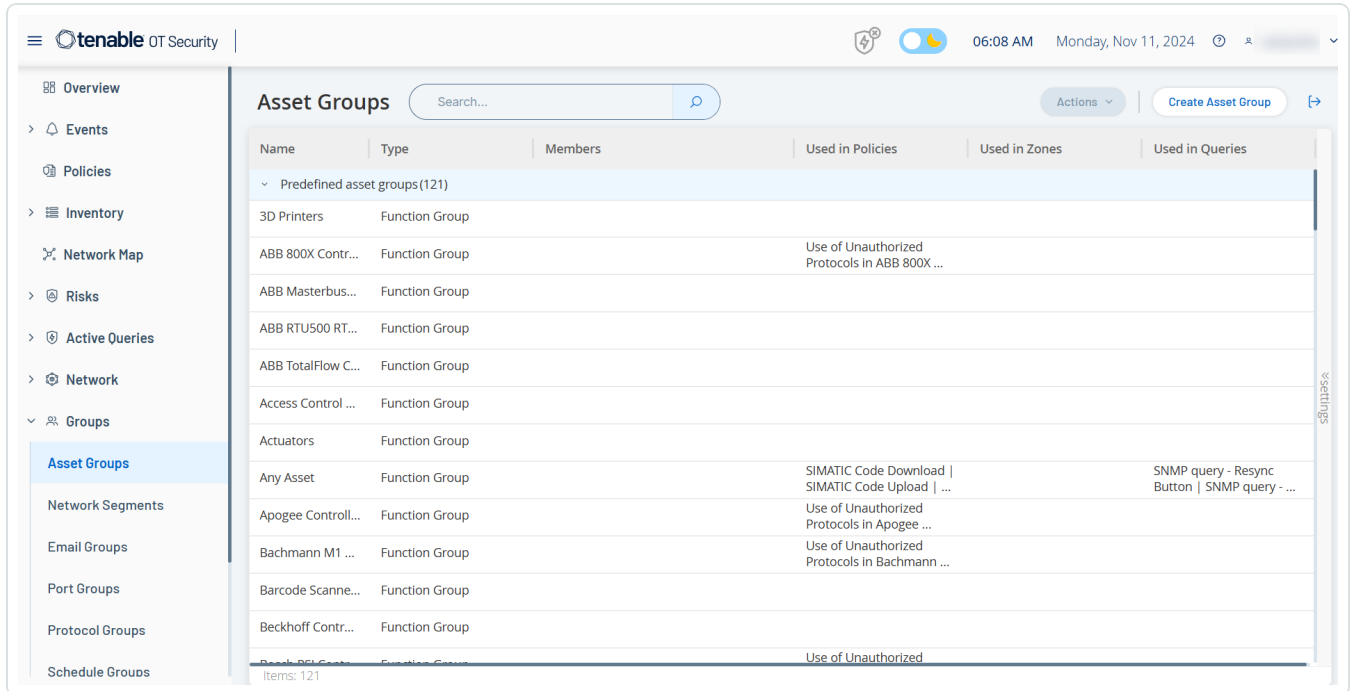 tenable OT Security
06:08 AM Monday, Nov 11, 2024
Overview
Events
Policies
Inventory
Network Map
Risks
Active Queries
Network
Groups
Asset Groups
Network Segments
Email Groups
Port Groups
Protocol Groups
Schedule Groups
Asset Groups Search... Actions Create Asset Group
Name Type Members Used in Policies Used in Zones Used in Queries
Predefined asset groups (121)
3D Printers Function Group
ABB 800X Contr... Function Group Use of Unauthorized
Protocols in ABB 800X ...
ABB Masterbus... Function Group
ABB RTU500 RT... Function Group
ABB TotalFlow C... Function Group
Access Control ... Function Group
Actuators Function Group
Any Asset Function Group SIMATIC Code Download | SNMP query - Resync
SIMATIC Code Upload | ... Button | SNMP query - ...
Apogee Controll... Function Group Use of Unauthorized
Protocols in Apogee ...
Bachmann M1 ... Function Group Use of Unauthorized
Protocols in Bachmann ...
Barcode Scanne... Function Group
Beckhoff Contr... Function Group
Function Group Use of Unauthorized
Items: 121
settings